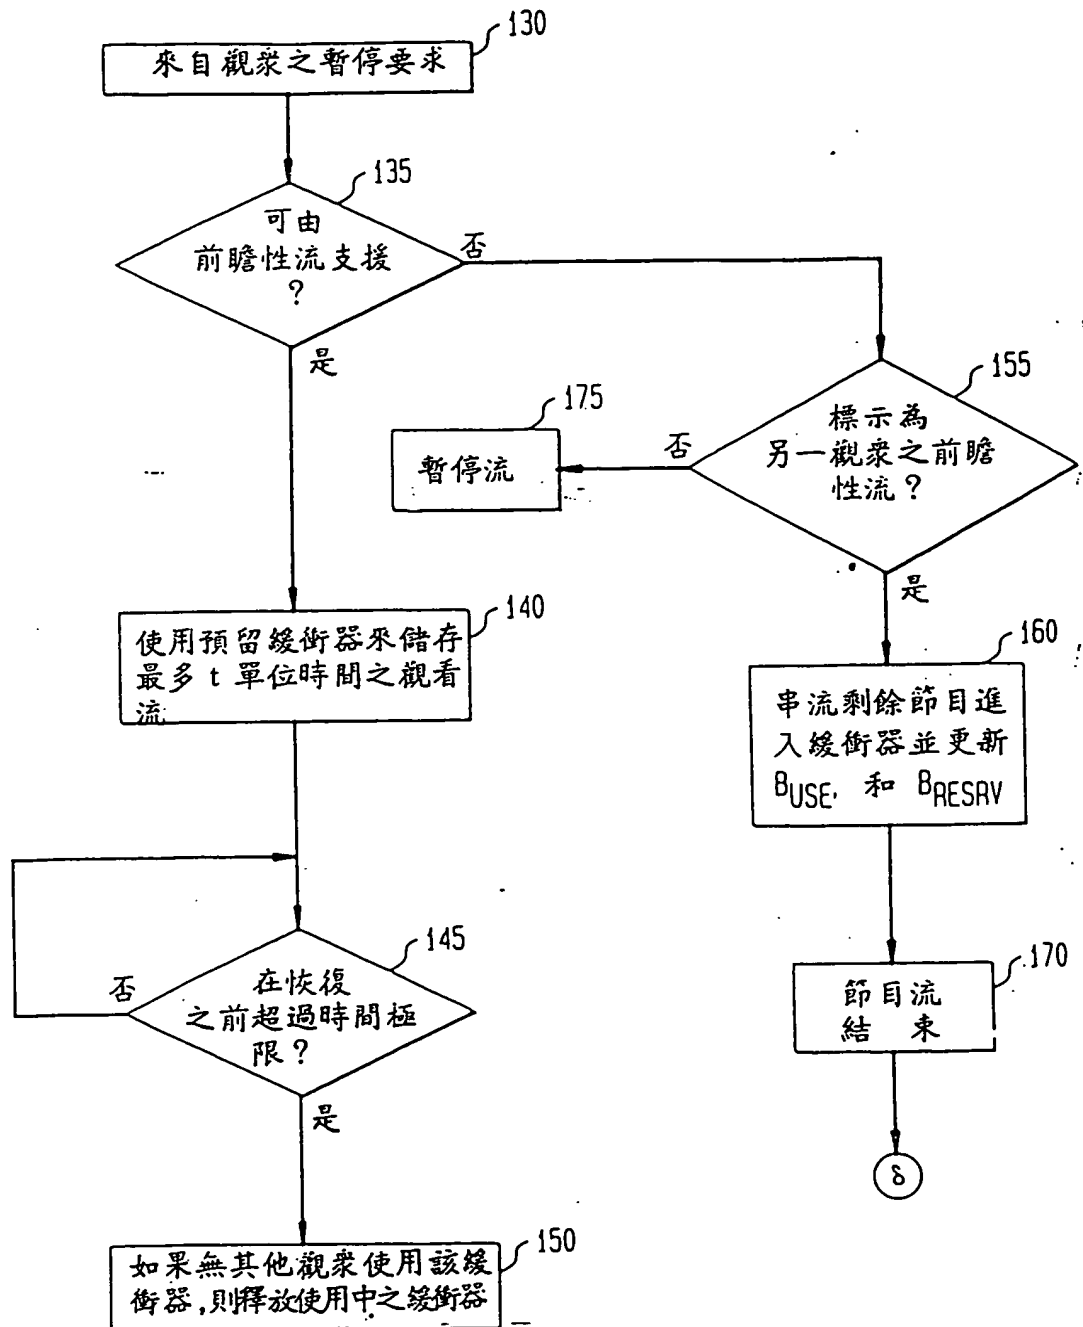 130
來自觀眾之暫停要求
135
可由
前瞻性流支援
?
否
是
155
標示為
另一觀眾之前瞻
性流?
否
是
175
暫停流
140
使用預留緩衝器來儲存
最多 t 單位時間之觀看
流
160
串流剩餘節目進
入緩衝器並更新
BUSE, 和 BRESRV
145
在恢復
之前超過時間極
限?
否
是
170
節目流
結 束
δ
150
如果無其他觀眾使用該緩
衝器,則釋放使用中之緩衝器